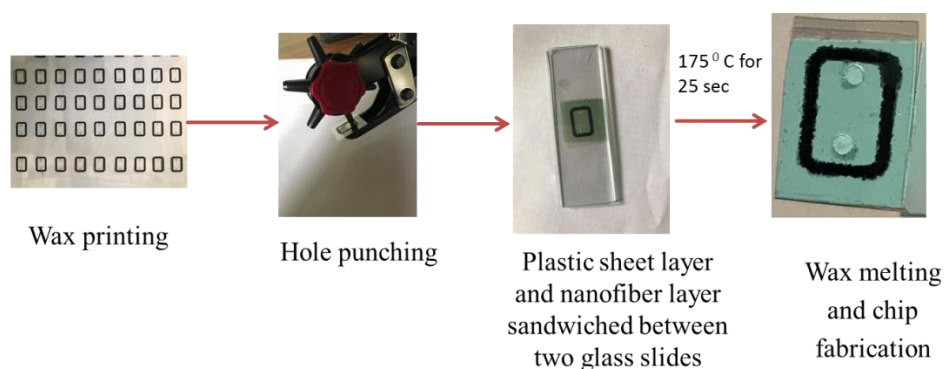 175 ⁰ C for
25 sec
Wax printing
Hole punching
Plastic sheet layer
and nanofiber layer
sandwiched between
two glass slides
Wax melting
and chip
fabrication